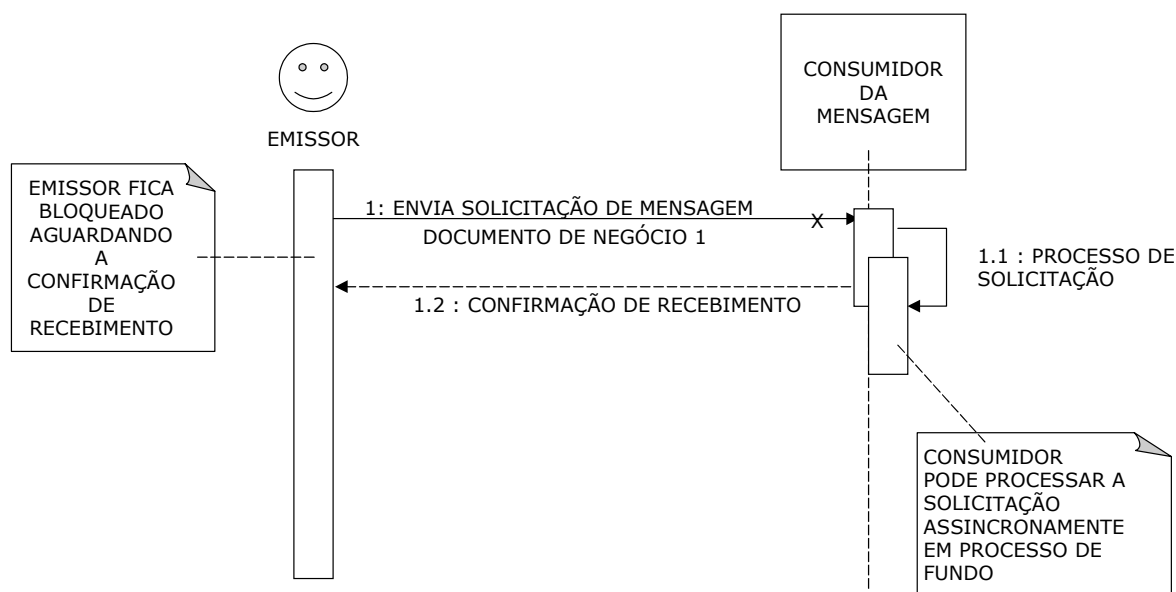 CONSUMIDOR
DA
MENSAGEM
EMISSOR
EMISSOR FICA
BLOQUEADO
AGUARDANDO
A
CONFIRMAÇÃO
DE
RECEBIMENTO
1: ENVIA SOLICITAÇÃO DE MENSAGEM
X
DOCUMENTO DE NEGÓCIO 1
1.1 : PROCESSO DE
SOLICITAÇÃO
1.2 : CONFIRMAÇÃO DE RECEBIMENTO
CONSUMIDOR
PODE PROCESSAR A
SOLICITAÇÃO
ASSINCRONAMENTE
EM PROCESSO DE
FUNDO